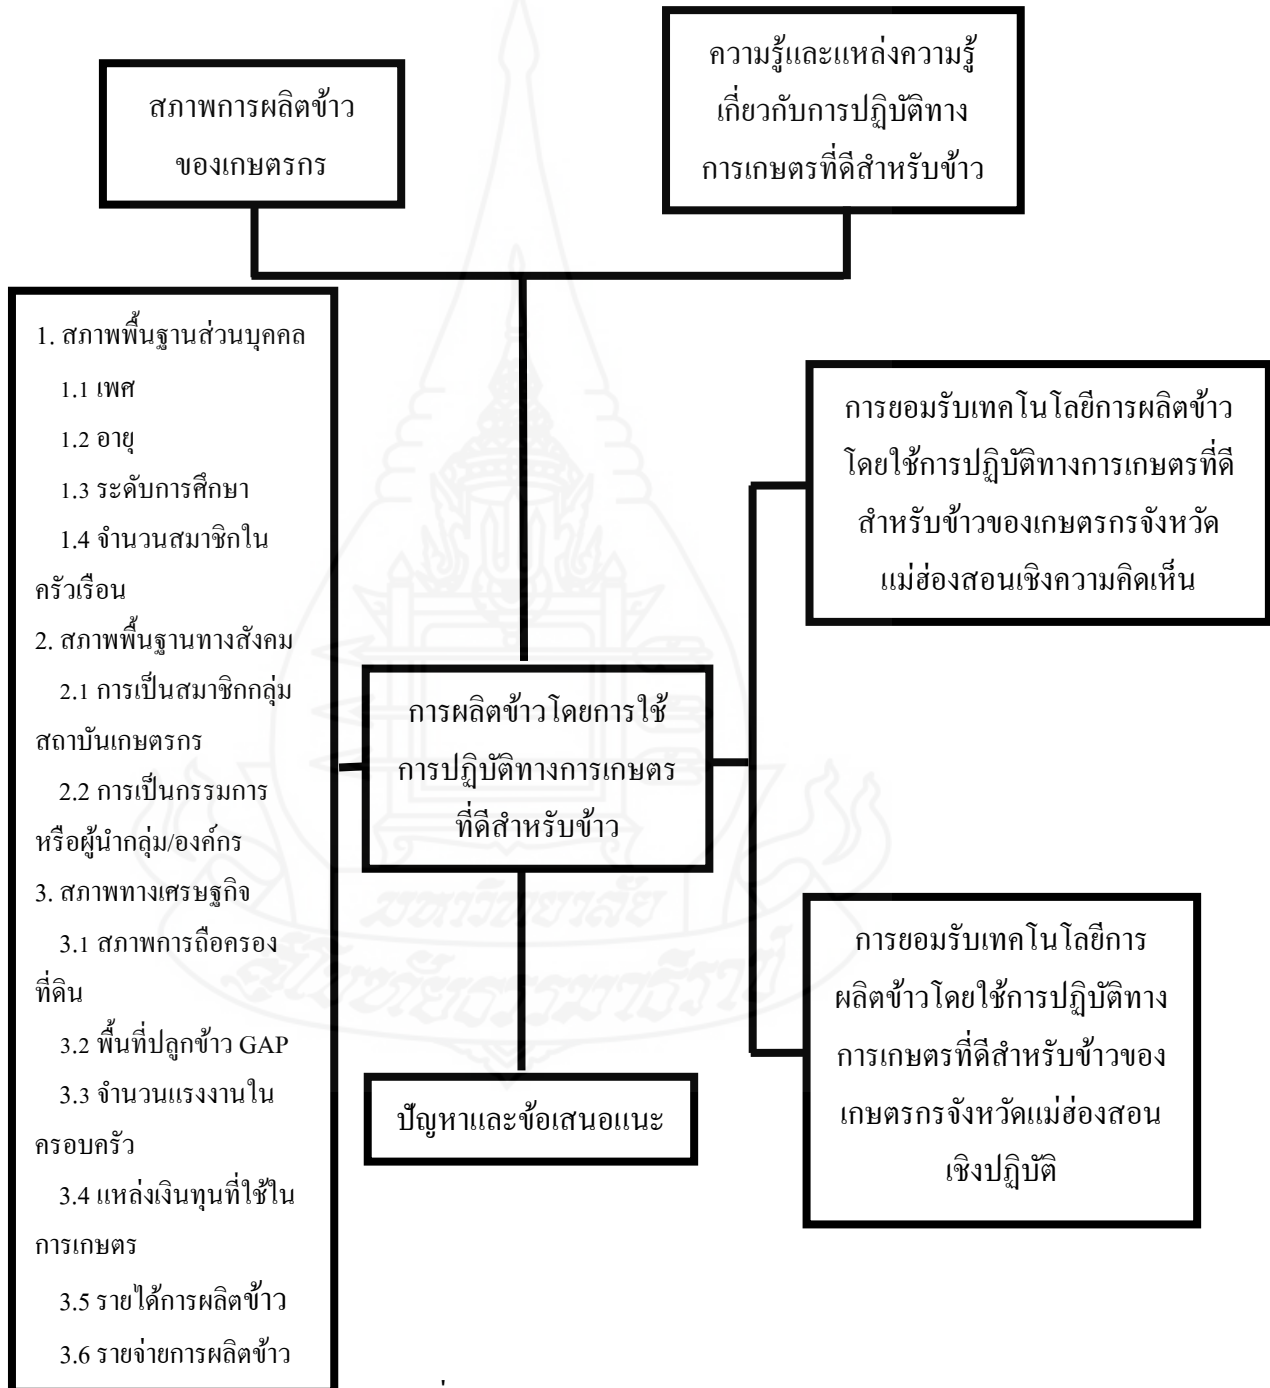 สภาพการผลิตข้าว
ของเกษตรกร
ความรู้และแหล่งความรู้
เกี่ยวกับการปฏิบัติทาง
การเกษตรที่ดีสำหรับข้าว
1. สภาพพื้นฐานส่วนบุคคล
1.1 เพศ
1.2 อายุ
1.3 ระดับการศึกษา
1.4 จำนวนสมาชิกใน
ครัวเรือน
2. สภาพพื้นฐานทางสังคม
2.1 การเป็นสมาชิกกลุ่ม
สถาบันเกษตรกร
2.2 การเป็นกรรมการ
หรือผู้นำกลุ่ม/องค์กร
3. สภาพทางเศรษฐกิจ
3.1 สภาพการถือครอง
ที่ดิน
3.2 พื้นที่ปลูกข้าว GAP
3.3 จำนวนแรงงานใน
ครอบครัว
3.4 แหล่งเงินทุนที่ใช้ใน
การเกษตร
3.5 รายได้การผลิตข้าว
3.6 รายจ่ายการผลิตข้าว
การผลิตข้าวโดยการใช้
การปฏิบัติทางการเกษตร
ที่ดีสำหรับข้าว
ปัญหาและข้อเสนอแนะ
การยอมรับเทคโนโลยีการผลิตข้าว
โดยใช้การปฏิบัติทางการเกษตรที่ดี
สำหรับข้าวของเกษตรกรจังหวัด
แม่ฮ่องสอนเชิงความคิดเห็น
การยอมรับเทคโนโลยีการ
ผลิตข้าวโดยใช้การปฏิบัติทาง
การเกษตรที่ดีสำหรับข้าวของ
เกษตรกรจังหวัดแม่ฮ่องสอน
เชิงปฏิบัติ
มหาวิทยาลัย
สุโขทัยธรรมาธิราช